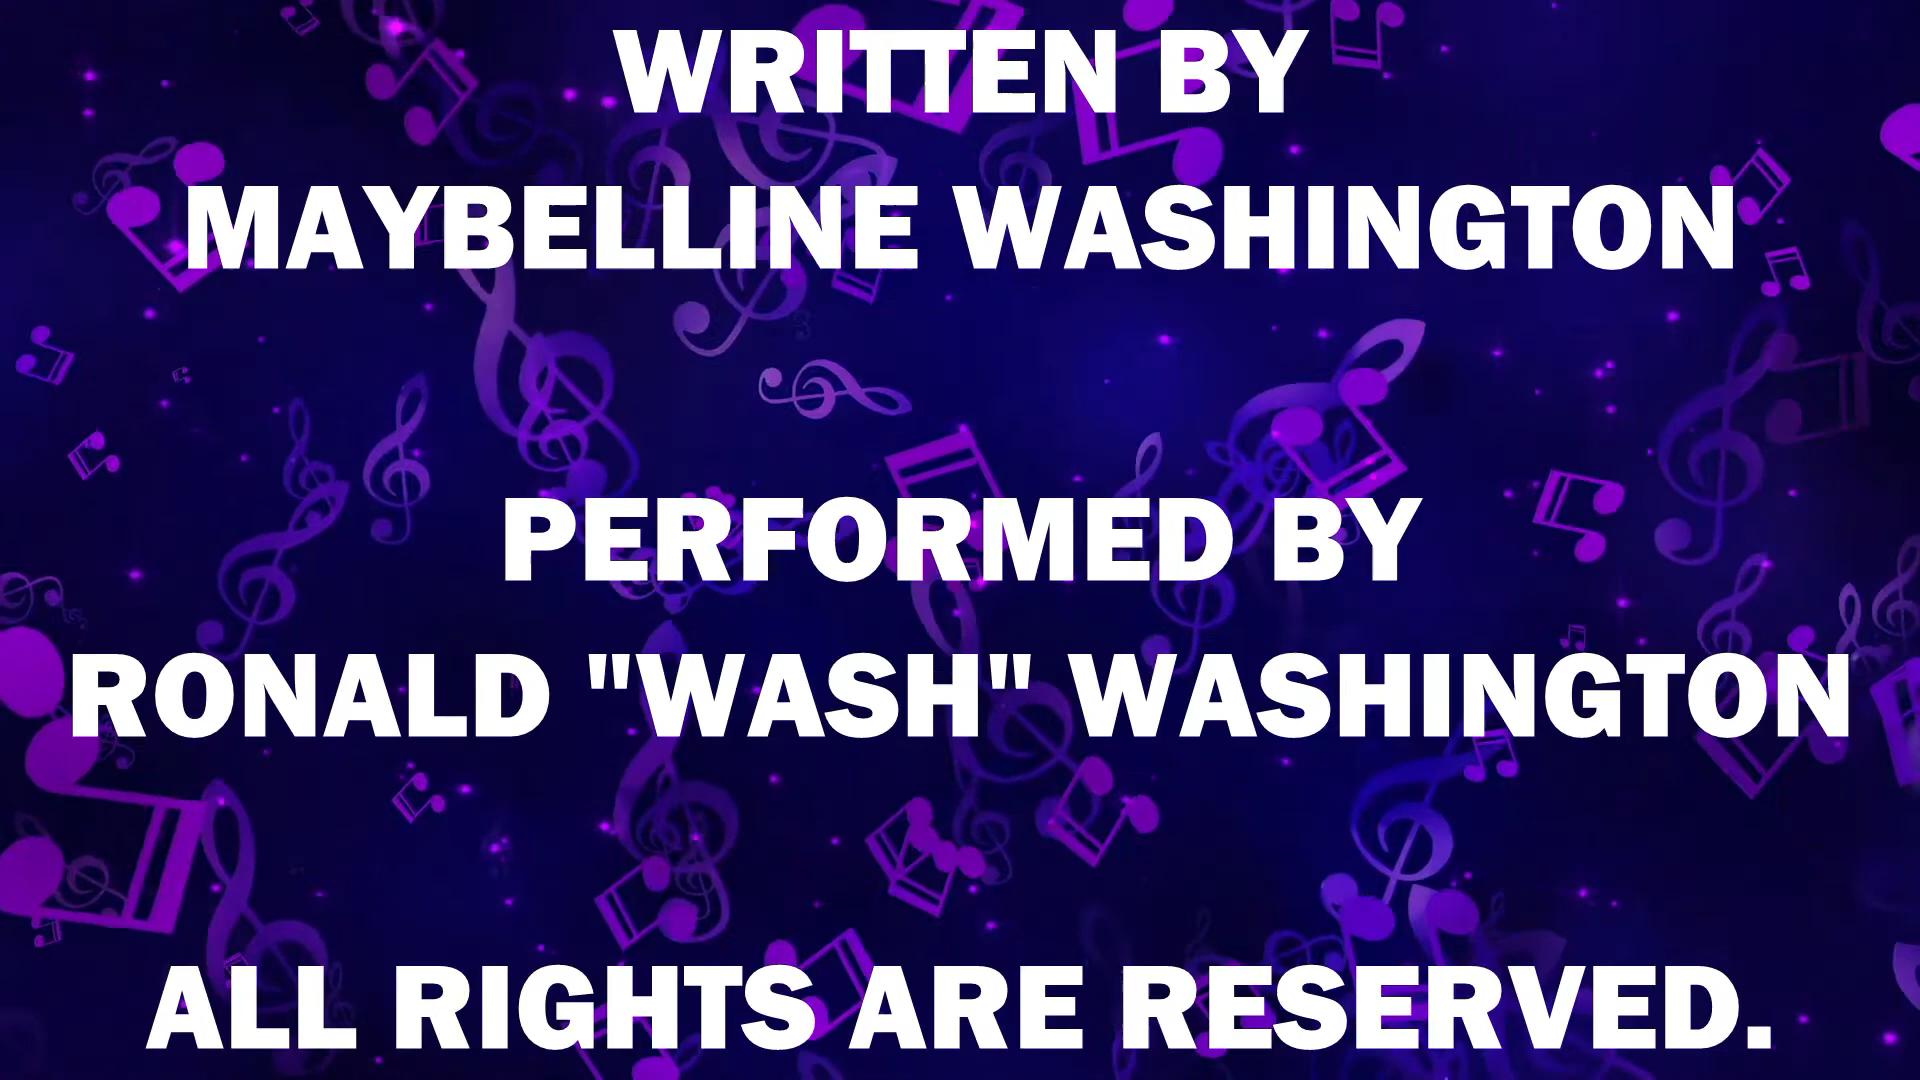 WRITTEN BY
MAYBELLINE WASHINGTON
PERFORMED BY
RONALD "WASH" WASHINGTON
ALL RIGHTS ARE RESERVED.